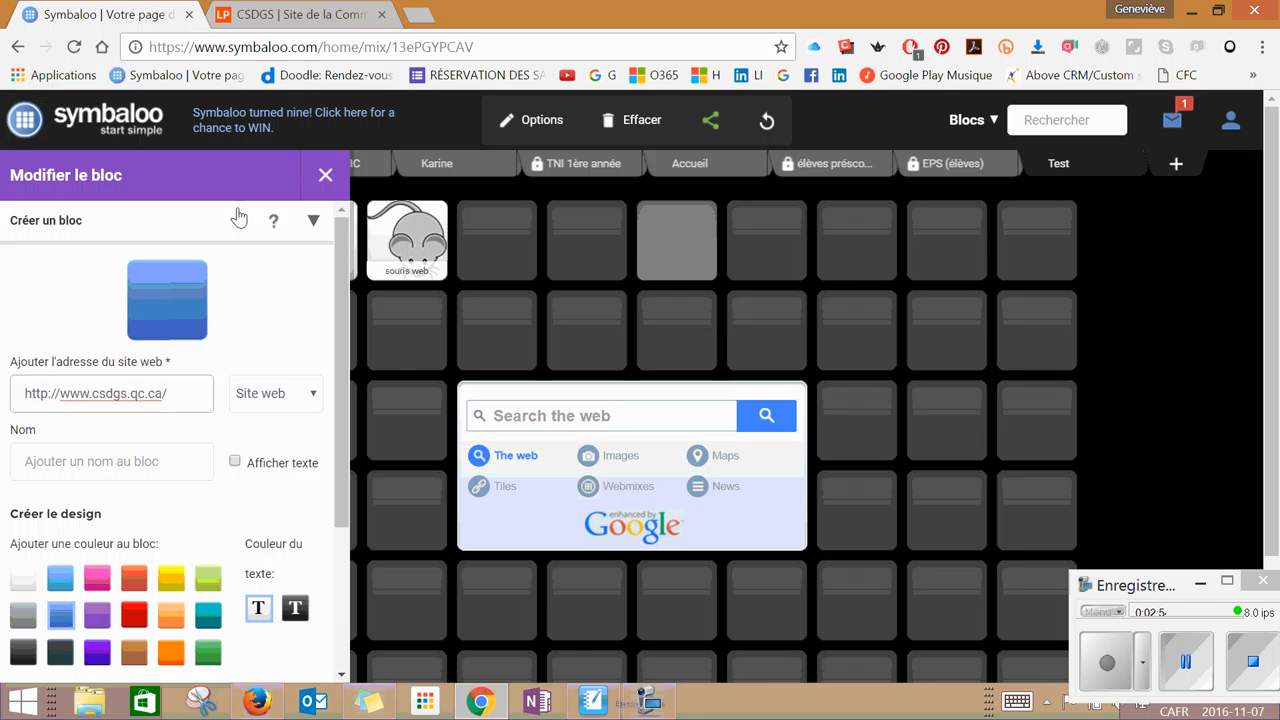 Symbaloo | Votre page d
CSDGS | Site de la Comm
Geneviève
https://www.symbaloo.com/home/mix/13ePGYPCAV
Applications
Symbaloo | Votre pag
Doodle: Rendez-vous
RÉSERVATION DES SA
G
O365
H
LI
Google Play Musique
Above CRM/Custom s
CFC
»
symbaloo
start simple
Symbaloo turned nine! Click here for a
chance to WIN.
Options
Effacer
Blocs
Rechercher
1
Modifier le bloc
IC
Karine
TNI 1ère année
Accueil
élèves présco...
EPS (élèves)
Test
Créer un bloc
?
souris web
Ajouter l'adresse du site web *
http://www.csdgs.qc.ca/
Site web
Nom
Ajouter un nom au bloc
Afficher texte
Créer le design
Ajouter une couleur au bloc:
Couleur du
texte:
T
T
Search the web
The web
Images
Maps
Tiles
Webmixes
News
enhanced by
Google
Enregistre...
Menu
0:02:5
8.0 ips
CAFR
2016-11-07